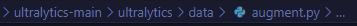 › ultralytics-main › ultralytics › data › augment.py › ...